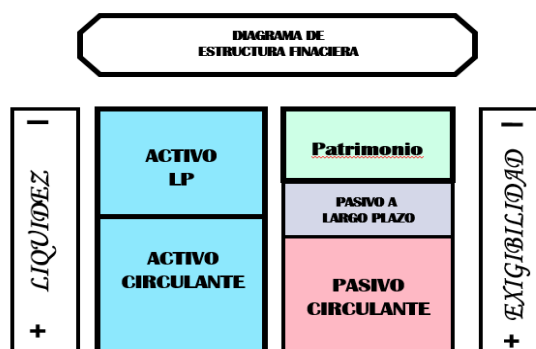 DIAGRAMA DE
ESTRUCTURA FINACIERA
–
LIQUIDEZ
+
ACTIVO
LP
ACTIVO
CIRCULANTE
Patrimonio
PASIVO A
LARGO PLAZO
PASIVO
CIRCULANTE
–
EXIGIBILIDAD
+